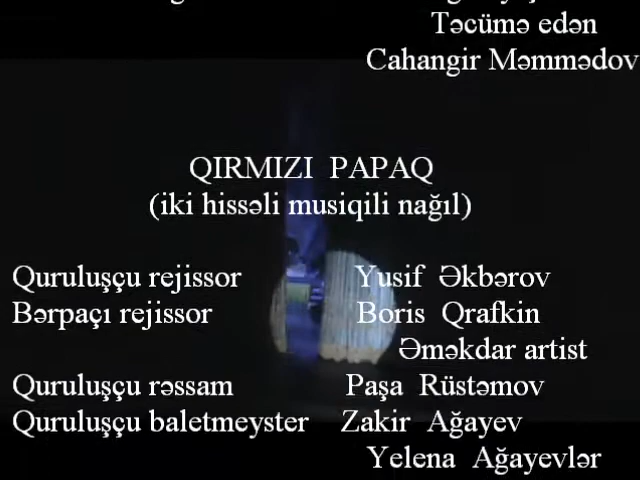 Təcümə edən
Cahangir Məmmədov
QIRMIZI PAPAQ
(iki hissəli musiqili nağıl)
Quruluşçu rejissor Yusif Əkbərov
Bərpaçı rejissor Boris Qrafkin
Əməkdar artist
Quruluşçu rəssam Paşa Rüstəmov
Quruluşçu baletmeyster Zakir Ağayev
Yelena Ağayevlər